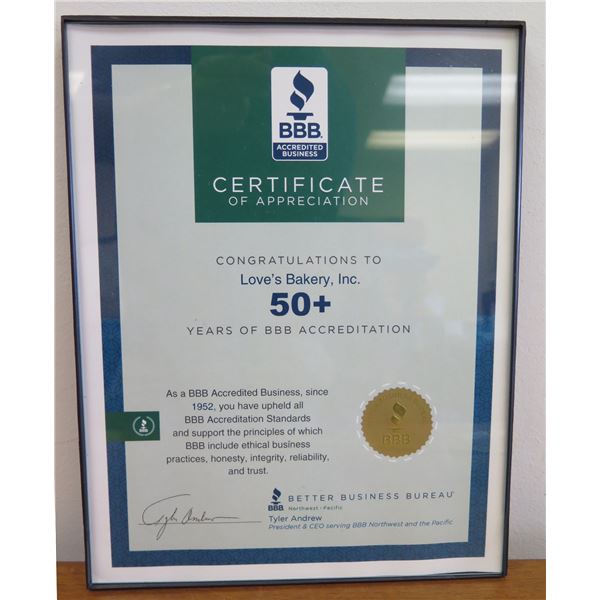 BBB
ACCREDITED
BUSINESS
CERTIFICATE
OF APPRECIATION
CONGRATULATIONS TO
Love's Bakery, Inc.
50+
YEARS OF BBB ACCREDITATION
As a BBB Accredited Business, since
1952, you have upheld all
BBB Accreditation Standards
and support the principles of which
BBB include ethical business
practices, honesty, integrity, reliability,
and trust.
BBB
BBB
BETTER BUSINESS BUREAU
Northwest + Pacific
Tyler Andrew
President & CEO serving BBB Northwest and the Pacific